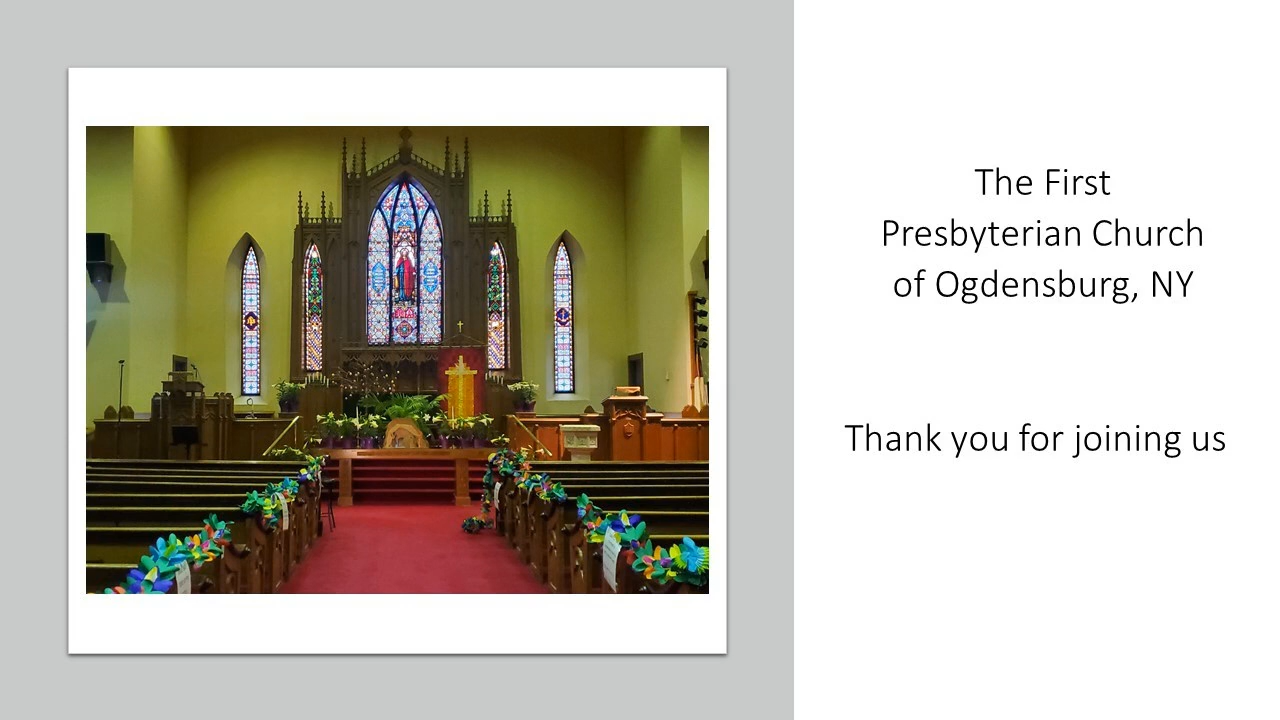 The First
Presbyterian Church
of Ogdensburg, NY
Thank you for joining us